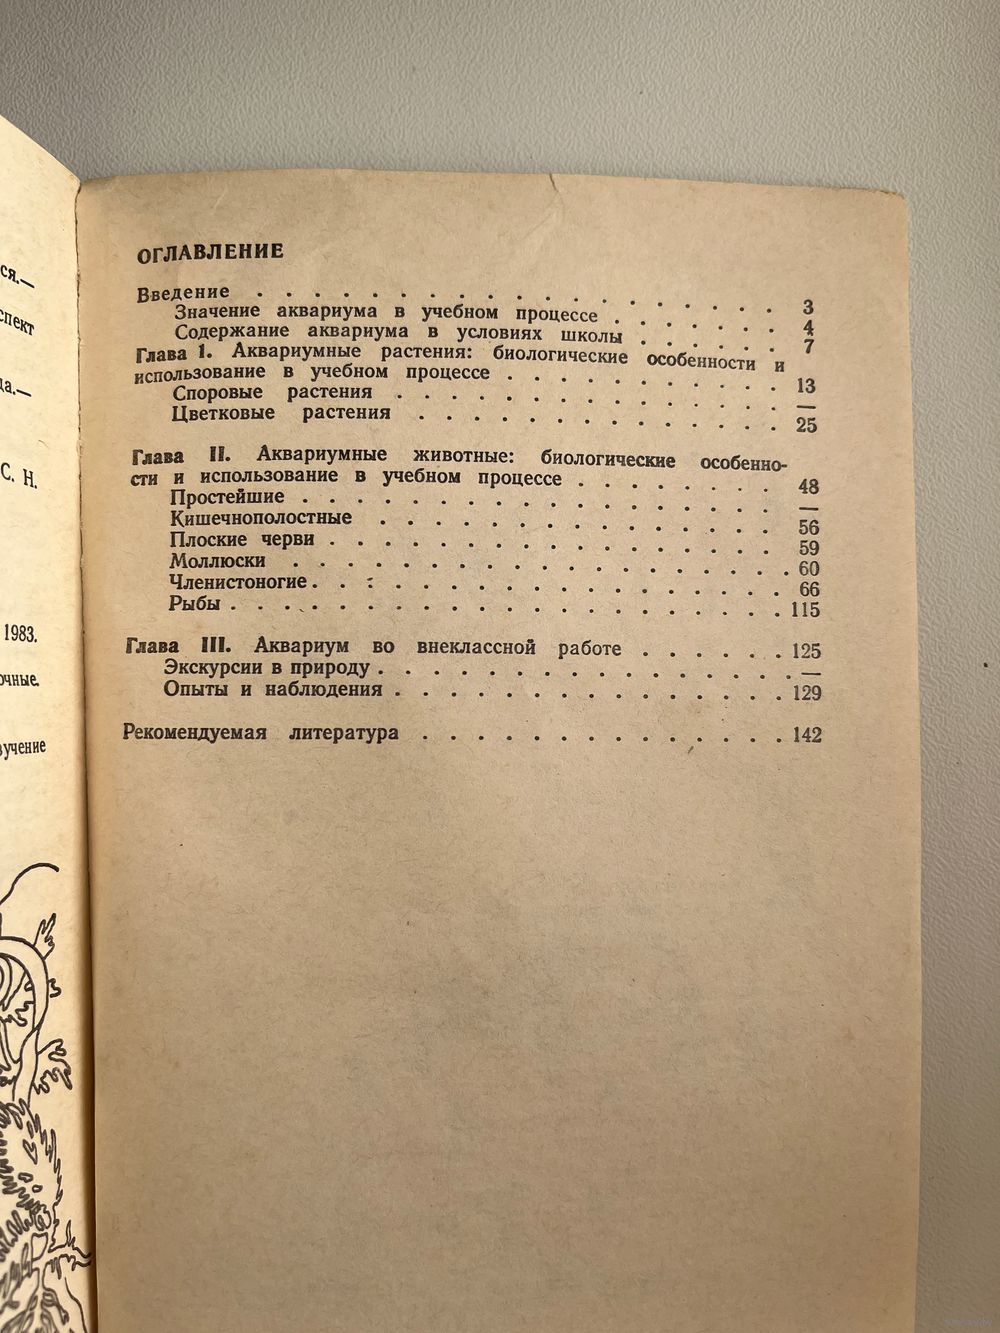 ся.—
спект
да.—
С. Н.
1983.
очные.
зучение
ОГЛАВЛЕНИЕ
Введение . . . . . . . . . . . . . . . . . . 3
Значение аквариума в учебном процессе . . . . . . 4
Содержание аквариума в условиях школы . . . . . . 7
Глава I. Аквариумные растения: биологические особенности и
использование в учебном процессе . . . . . . . . . . 13
Споровые растения . . . . . . . . . . . . . . —
Цветковые растения . . . . . . . . . . . . . 25
Глава II. Аквариумные животные: биологические особенно-
сти и использование в учебном процессе . . . . . . . . 48
Простейшие . . . . . . . . . . . . . . . . . —
Кишечнополостные . . . . . . . . . . . . . . 56
Плоские черви . . . . . . . . . . . . . . . . 59
Моллюски . . . . . . . . . . . . . . . . . . 60
Членистоногие . . . . . . . . . . . . . . . . . 66
Рыбы . . . . . . . . . . . . . . . . . . . . 115
Глава III. Аквариум во внеклассной работе . . . . . . 125
Экскурсии в природу . . . . . . . . . . . . . . . —
Опыты и наблюдения . . . . . . . . . . . . . . 129
Рекомендуемая литература . . . . . . . . . . . . . 142